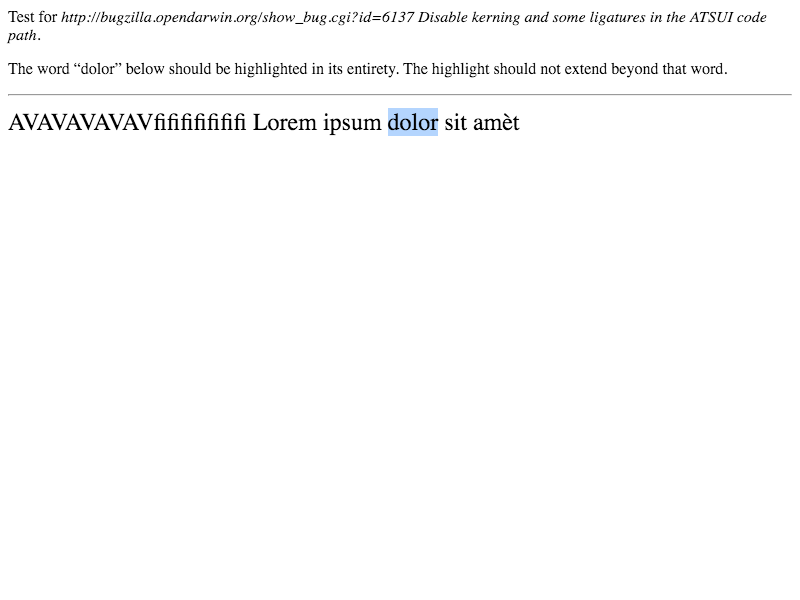 Test for http://bugzilla.opendarwin.org/show_bug.cgi?id=6137 Disable kerning and some ligatures in the ATSUI code
path.
The word “dolor” below should be highlighted in its entirety. The highlight should not extend beyond that word.
AVAVAVAVAVfififififififi Lorem ipsum dolor sit amèt